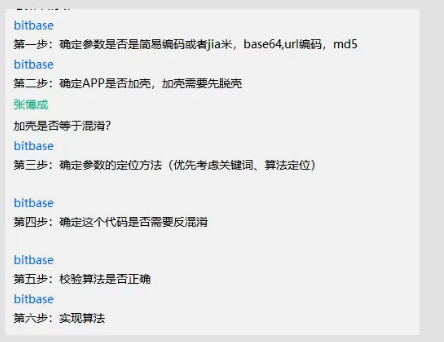 bitbase
第一步：确定参数是否是简易编码或者jia米，base64,url编码，md5
bitbase
第二步：确定APP是否加壳，加壳需要先脱壳
张博成
加壳是否等于混淆？
bitbase
第三步：确定参数的定位方法（优先考虑关键词、算法定位）
bitbase
第四步：确定这个代码是否需要反混淆
bitbase
第五步：校验算法是否正确
bitbase
第六步：实现算法